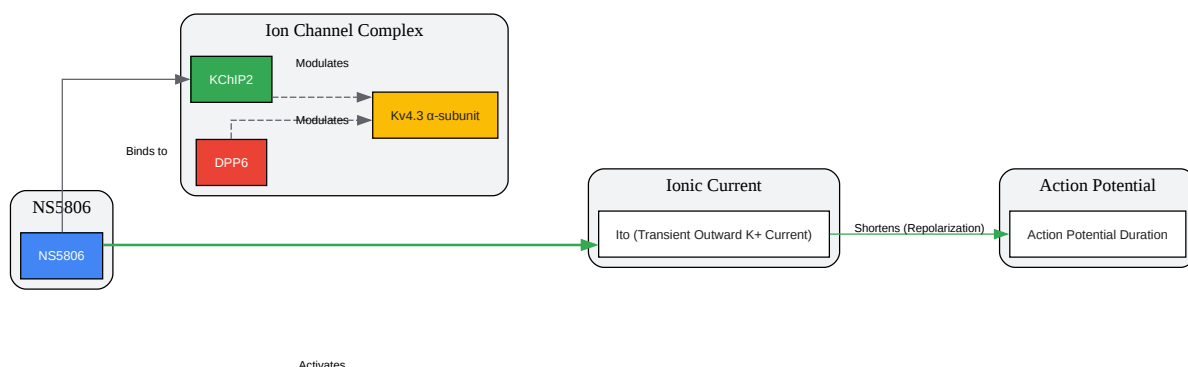 Ion Channel Complex
KChIP2
Modulates
Kv4.3 α-subunit
Modulates
DPP6
Binds to
NS5806
NS5806
Ionic Current
Ito (Transient Outward K+ Current)
Shortens (Repolarization)
Action Potential
Action Potential Duration
Activates